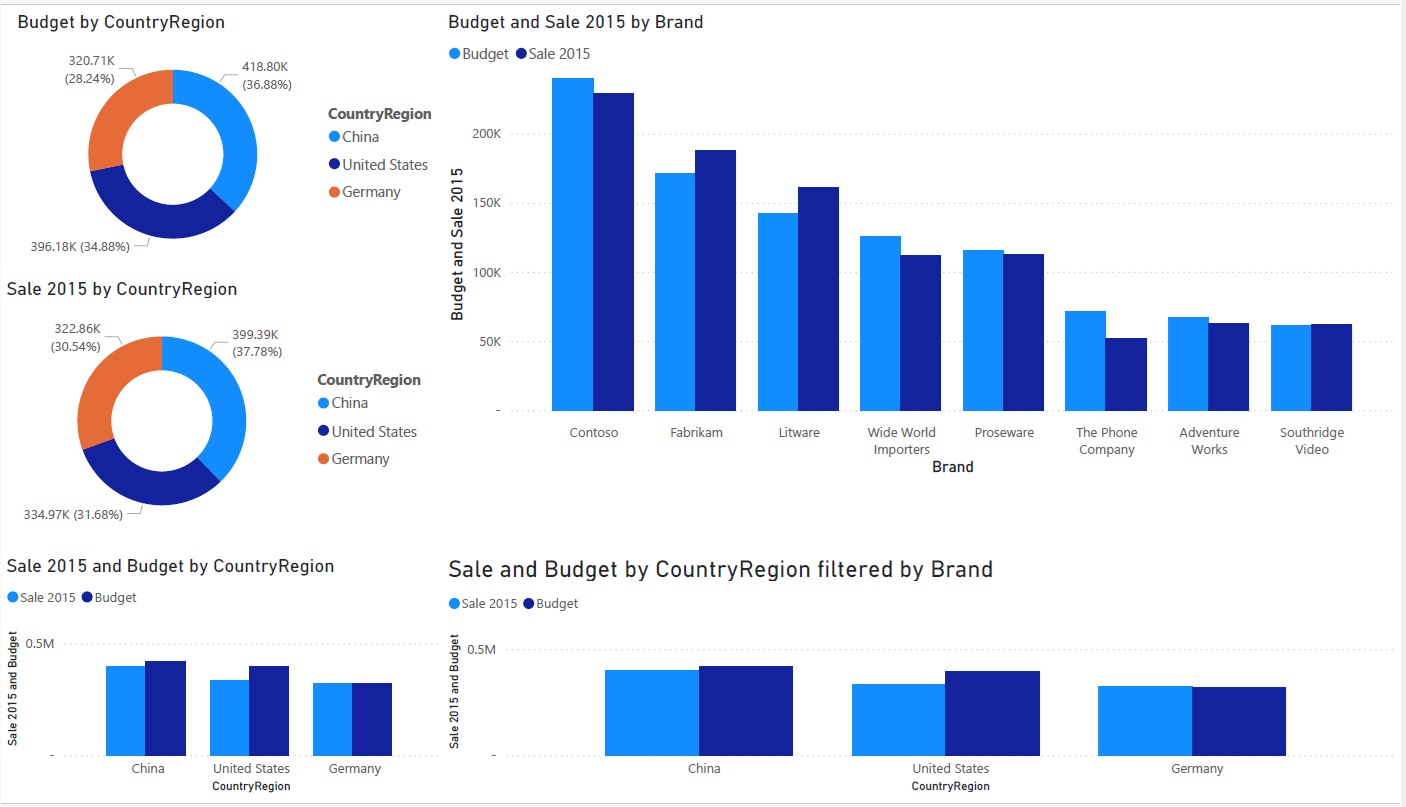 Budget by CountryRegion
320.71K
(28.24%)
418.80K
(36.88%)
396.18K (34.88%)
CountryRegion
China
United States
Germany
Sale 2015 by CountryRegion
322.86K
(30.54%)
399.39K
(37.78%)
334.97K (31.68%)
CountryRegion
China
United States
Germany
Budget and Sale 2015 by Brand
Budget Sale 2015
Budget and Sale 2015
200K
150K
100K
50K
-
Contoso Fabrikam Litware Wide World Proseware The Phone Adventure Southridge
Importers Company Works Video
Brand
Sale 2015 and Budget by CountryRegion
Sale 2015 Budget
Sale 2015 and Budget
0.5M
-
China United States Germany
CountryRegion
Sale and Budget by CountryRegion filtered by Brand
Sale 2015 Budget
Sale 2015 and Budget
0.5M
-
China United States Germany
CountryRegion